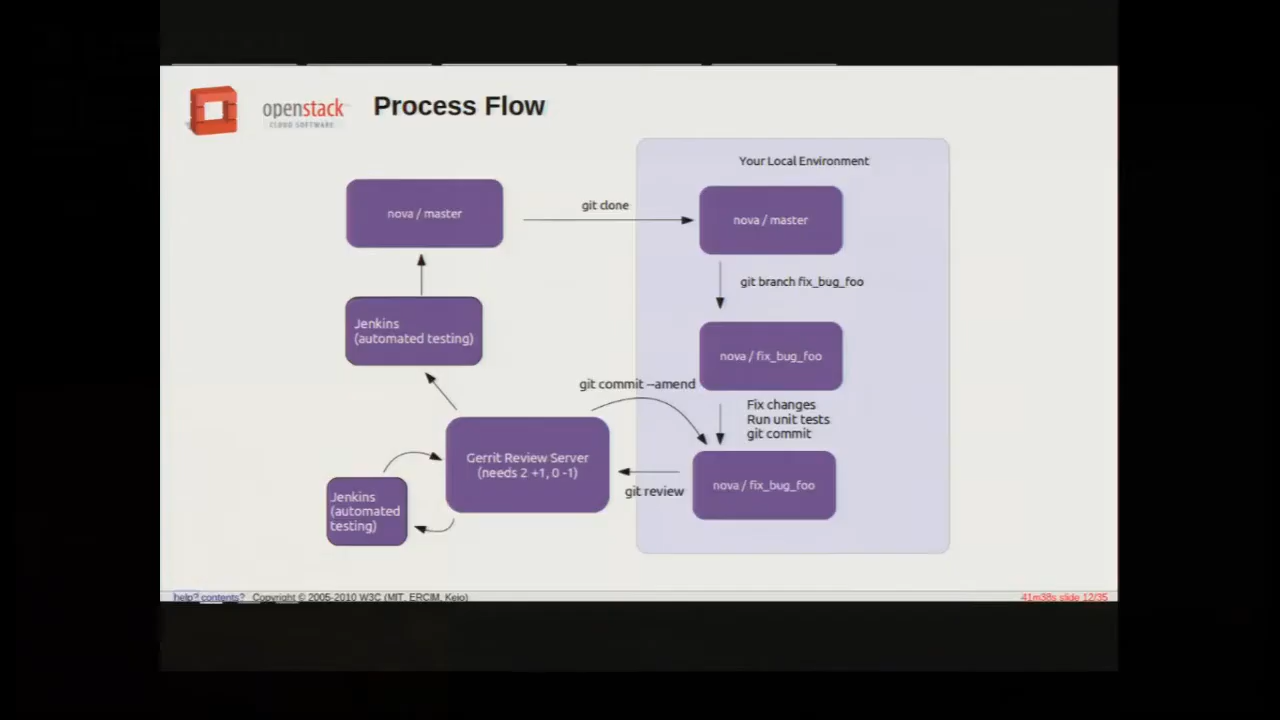 openstack
CLOUD SOFTWARE
Process Flow
Your Local Environment
nova / master
git clone
nova / master
git branch fix_bug_foo
Jenkins
(automated testing)
nova / fix_bug_foo
git commit --amend
Fix changes
Run unit tests
git commit
Gerrit Review Server
(needs 2 +1, 0 -1)
nova / fix_bug_foo
git review
Jenkins
(automated
testing)
help? contents? Copyright © 2005-2010 W3C (MIT, ERCIM, Keio)
41m38s slide 12/35